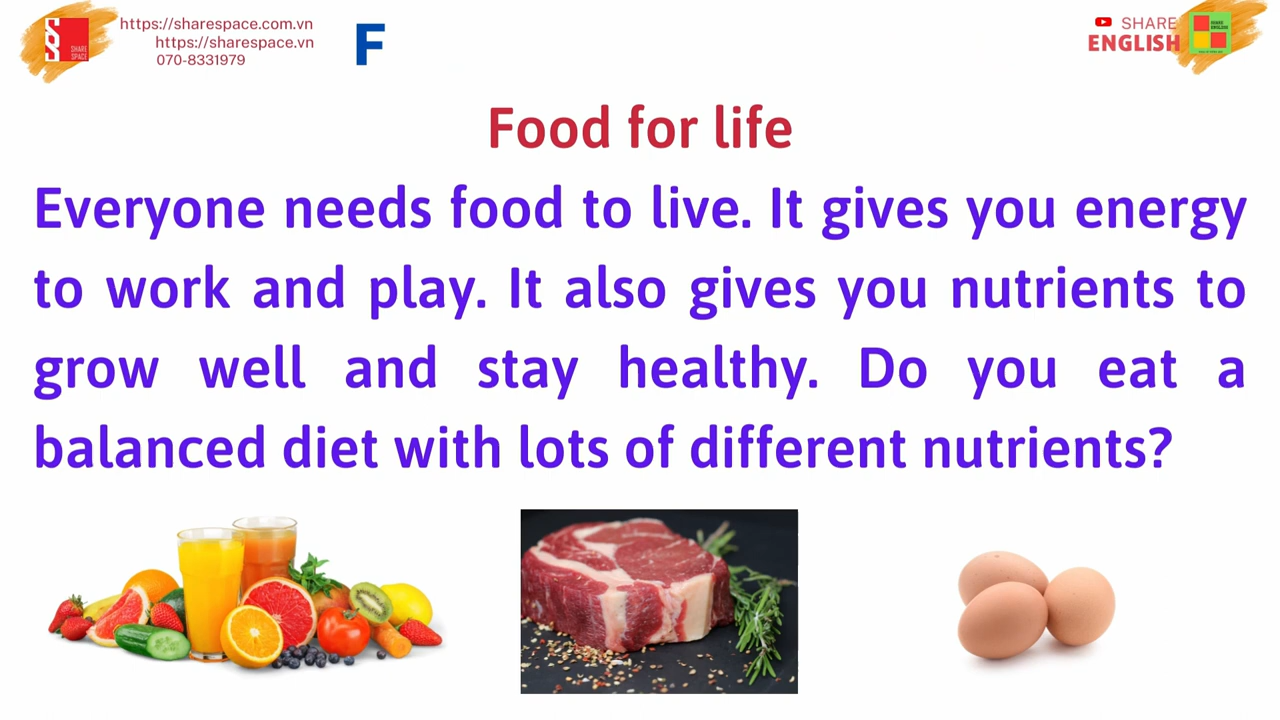 https://sharespace.com.vn
https://sharespace.vn
070-8331979
SHARE
SPACE
F
SHARE
ENGLISH
Food for life
Everyone needs food to live. It gives you energy
to work and play. It also gives you nutrients to
grow well and stay healthy. Do you eat a
balanced diet with lots of different nutrients?